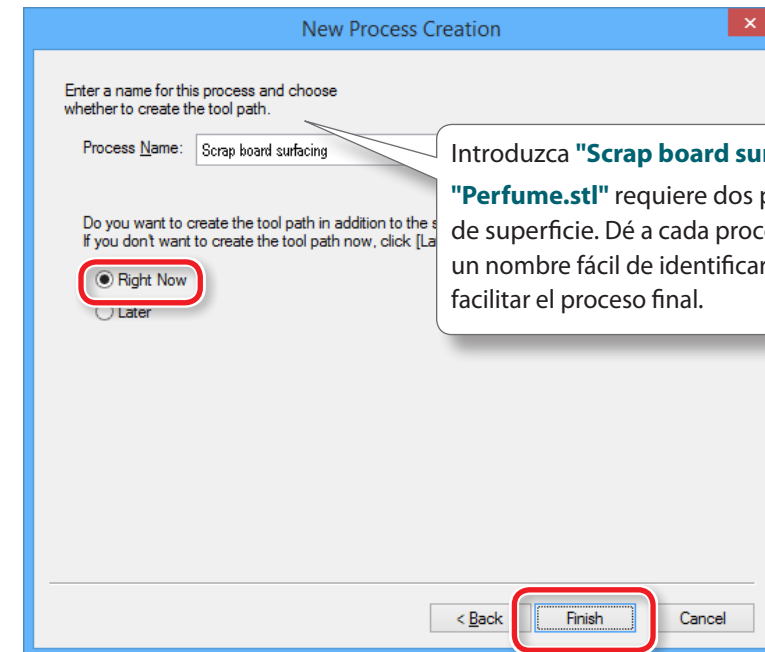 New Process Creation
Enter a name for this process and choose
whether to create the tool path.
Process Name: Scrap board surfacing
Introduzca "Scrap board
"Perfume.stl" requiere dos
de superficie. Dé a cada
un nombre fácil de identificar
facilitar el proceso final.
Do you want to create the tool path in addition to the
If you don't want to create the tool path now, click
Right Now
Later
< Back
Finish
Cancel